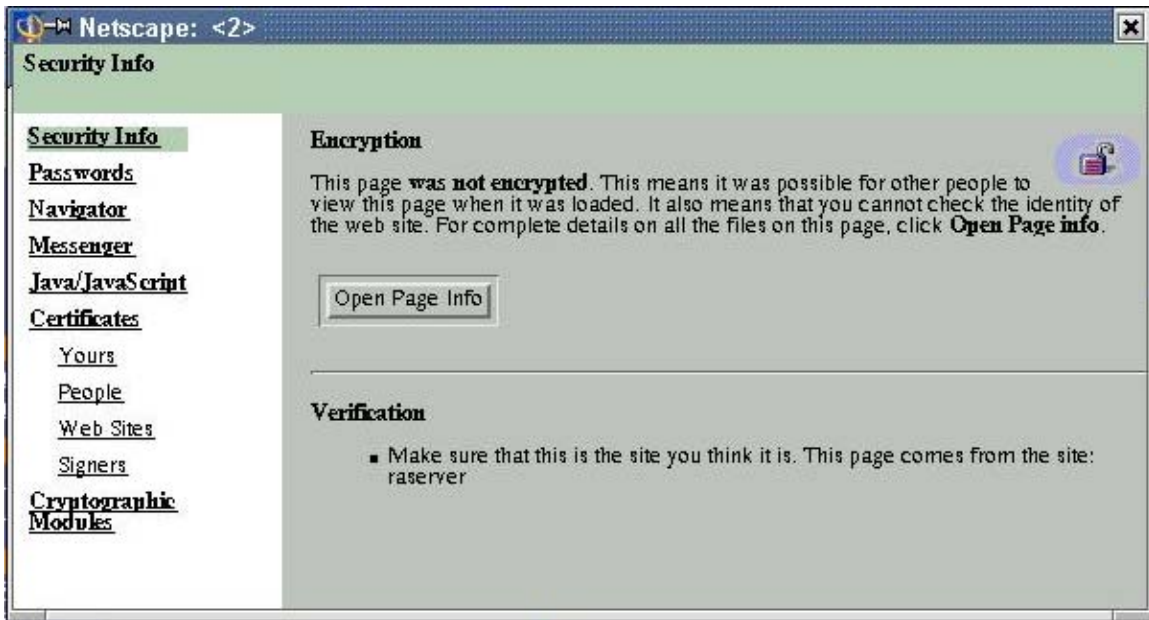 Netscape: <2>
Security Info
Security Info
Passwords
Navigator
Messenger
Java/JavaScript
Certificates
Yours
People
Web Sites
Signers
Cryptographic
Modules
Encryption
This page was not encrypted. This means it was possible for other people to
view this page when it was loaded. It also means that you cannot check the identity of
the web site. For complete details on all the files on this page, click Open Page info.
Open Page Info
Verification
Make sure that this is the site you think it is. This page comes from the site:
raserver